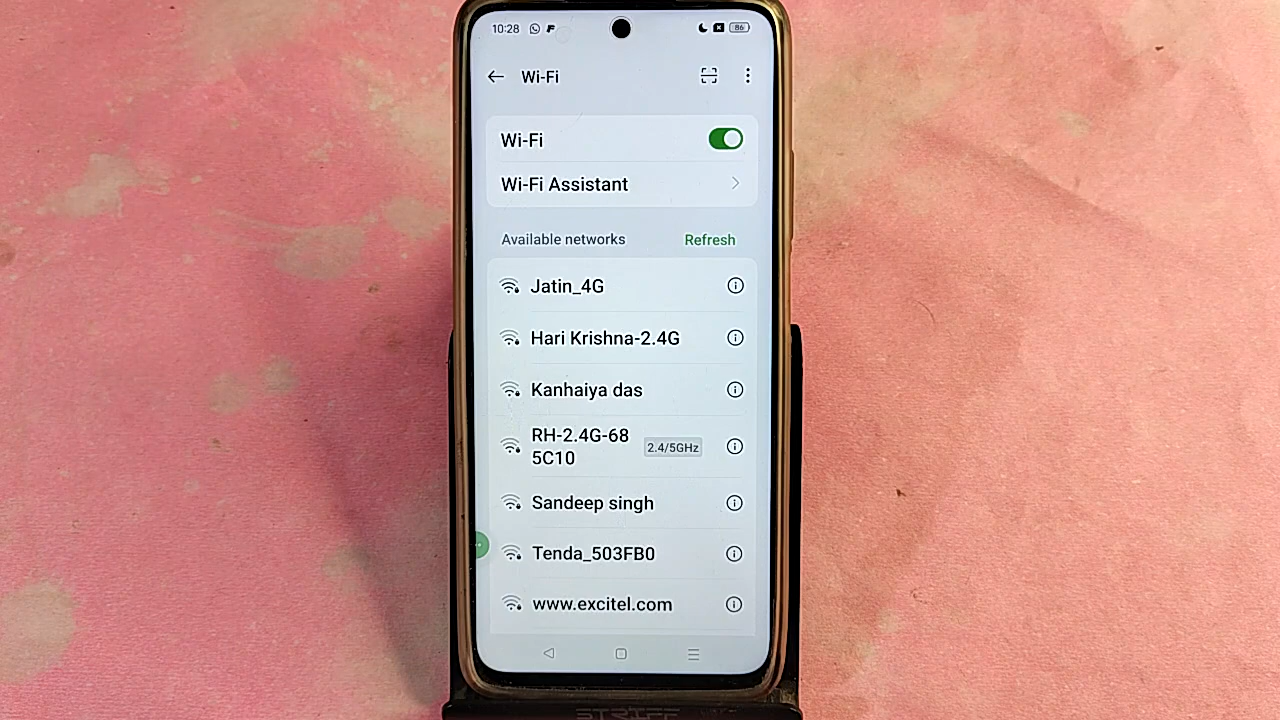 10:28
86
Wi-Fi
Wi-Fi
Wi-Fi Assistant
Available networks Refresh
Jatin_4G
Hari Krishna-2.4G
Kanhaiya das
RH-2.4G-68
5C10
2.4/5GHz
Sandeep singh
Tenda_503FB0
www.excitel.com